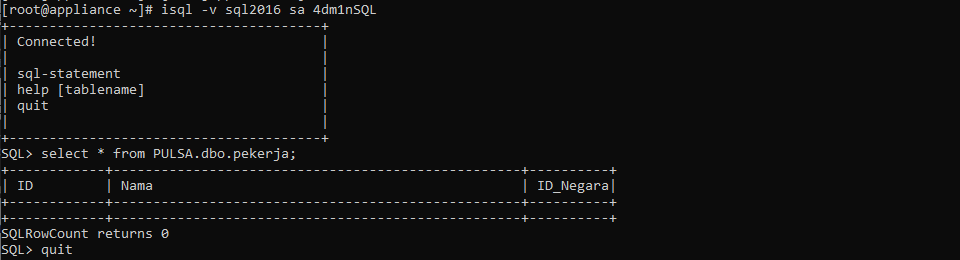 [root@appliance ~]# isql -v sql2016 sa 4dm1nSQL
+---------------------------------------+
| Connected!                            |
|                                       |
| sql-statement                         |
| help [tablename]                      |
| quit                                  |
|                                       |
+---------------------------------------+
SQL> select * from PULSA.dbo.pekerja;
+------------+---------------------------------------------------+----------+
| ID         | Nama                                              | ID_Negara|
+------------+---------------------------------------------------+----------+
+------------+---------------------------------------------------+----------+
SQLRowCount returns 0
SQL> quit